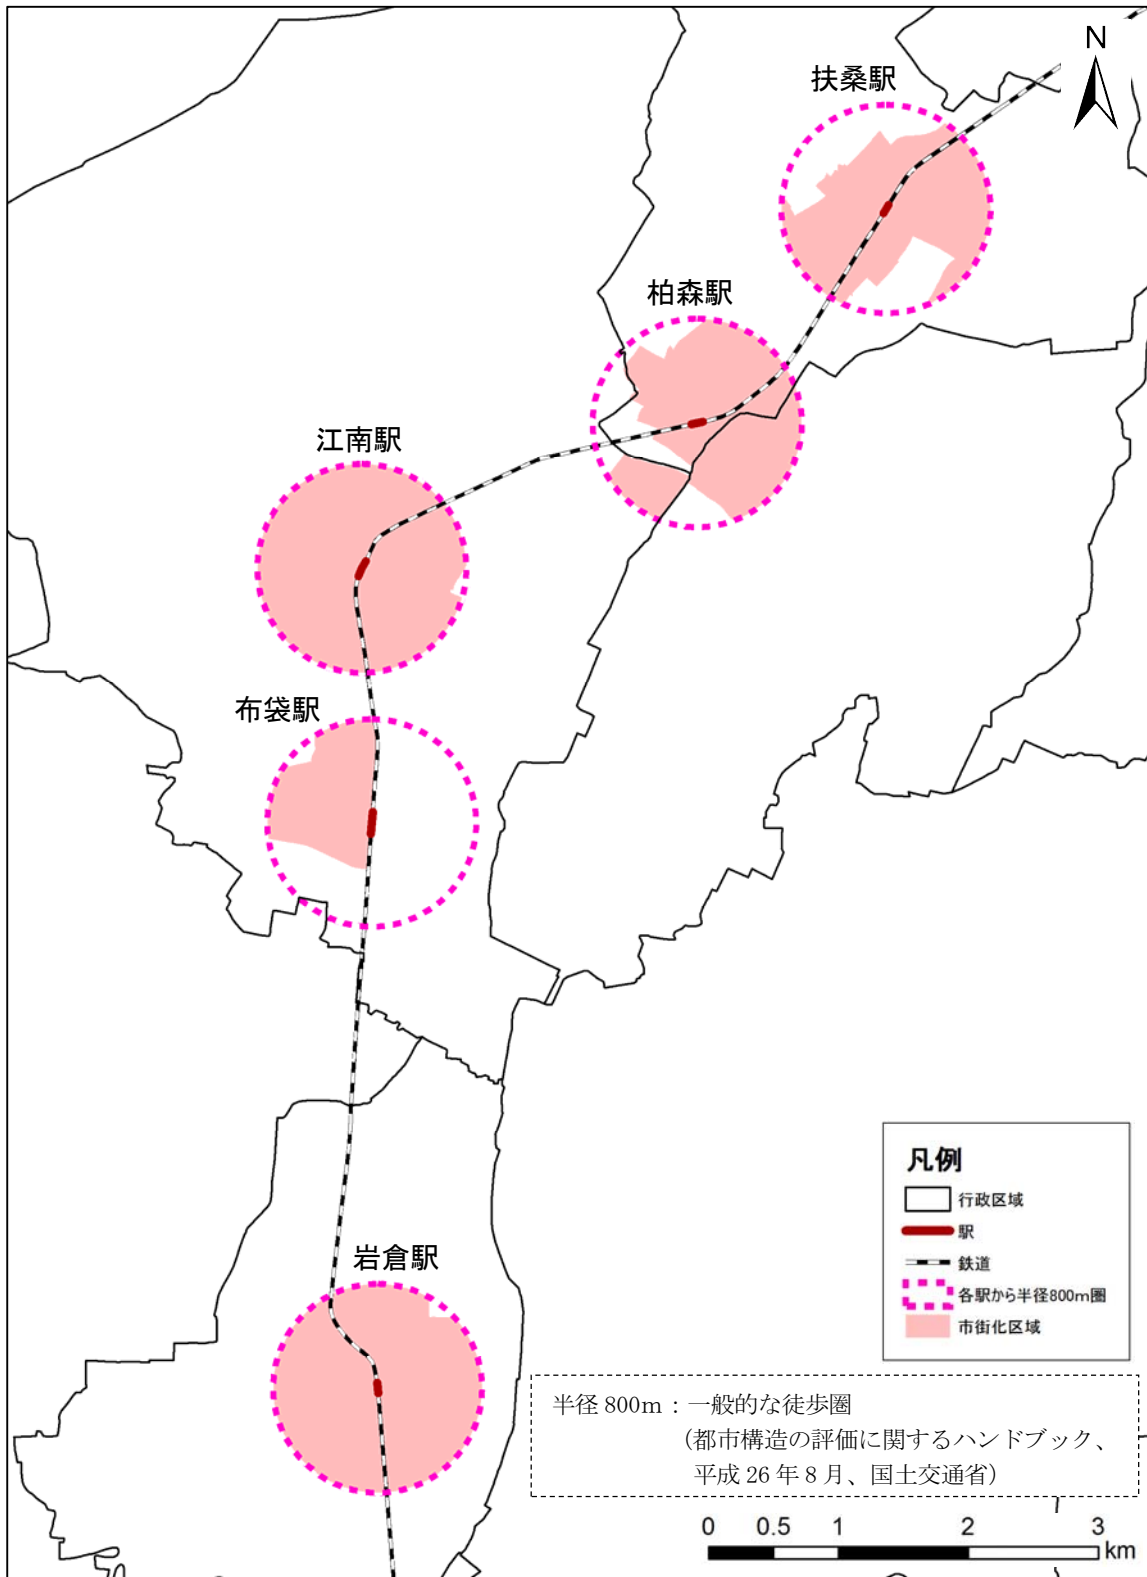 N
扶桑駅
柏森駅
江南駅
布袋駅
岩倉駅
凡例
行政区域
駅
鉄道
各駅から半径800m圏
市街化区域
半径 800m：一般的な徒歩圏
（都市構造の評価に関するハンドブック、
平成 26 年 8 月、国土交通省）
0 0.5 1 2 3
km